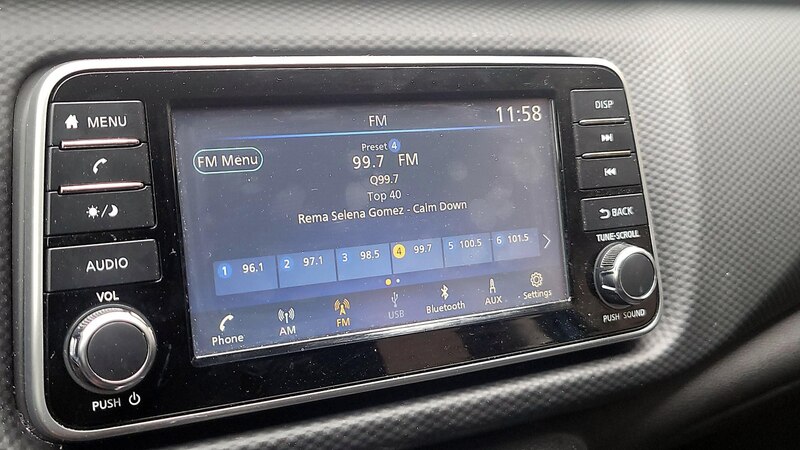 MENU
AUDIO
VOL
PUSH
FM
11:58
FM Menu
Preset 4
99.7 FM
Q99.7
Top 40
Rema Selena Gomez - Calm Down
1 96.1
2 97.1
3 98.5
4 99.7
5 100.5
6 101.5
Phone
AM
FM
USB
Bluetooth
AUX
Settings
DISP
BACK
TUNE-SCROLL
PUSH SOUND